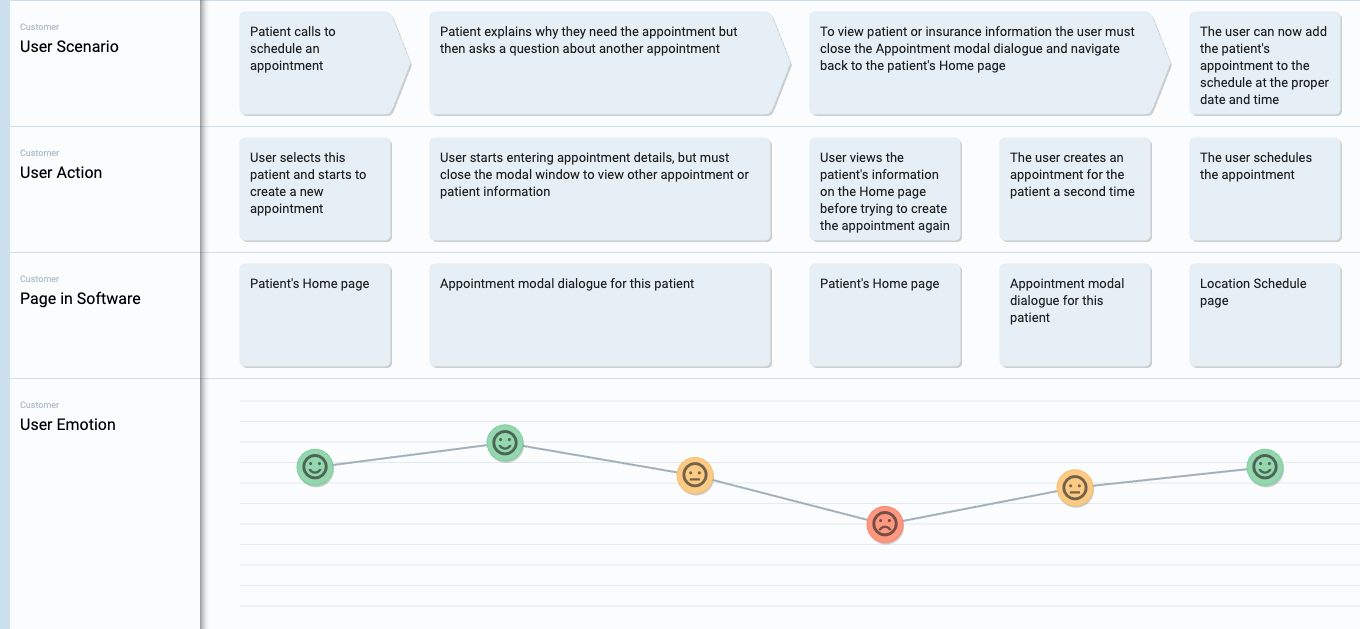 Customer
User Scenario
Patient calls to
schedule an
appointment
Patient explains why they need the appointment but
then asks a question about another appointment
To view patient or insurance information the user must
close the Appointment modal dialogue and navigate
back to the patient's Home page
The user can now add
the patient's
appointment to the
schedule at the proper
date and time
Customer
User Action
User selects this
patient and starts to
create a new
appointment
User starts entering appointment details, but must
close the modal window to view other appointment or
patient information
User views the
patient's information
on the Home page
before trying to create
the appointment again
The user creates an
appointment for the
patient a second time
The user schedules
the appointment
Customer
Page in Software
Patient's Home page
Appointment modal dialogue for this patient
Patient's Home page
Appointment modal
dialogue for this
patient
Location Schedule
page
Customer
User Emotion